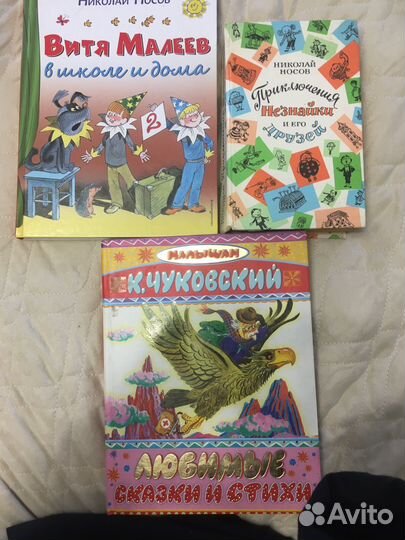 Николай Носов
Витя Малеев
в школе и дома
2
НИКОЛАЙ
НОСОВ
Приключения
Незнайки
И ЕГО
друзей
МАЛЫШАМ
К. ЧУКОВСКИЙ
ЛЮБИМЫЕ
СКАЗКИ И СТИХИ
Avito